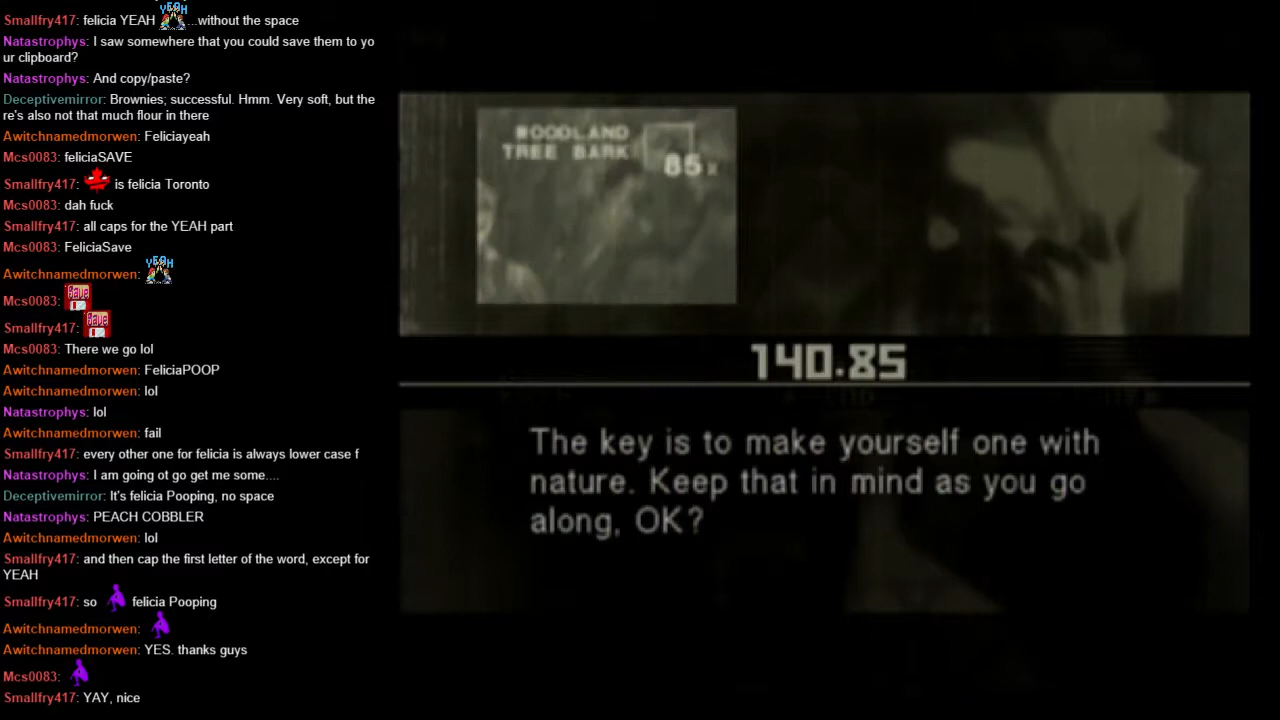 Smallfry417: felicia YEAH YEAH ...without the space
Natastrophys: I saw somewhere that you could save them to yo
ur clipboard?
Natastrophys: And copy/paste?
Deceptivemirror: Brownies; successful. Hmm. Very soft, but the
re's also not that much flour in there
Awitchnamedmorwen: Feliciayeah
Mcs0083: feliciaSAVE
Smallfry417: is felicia Toronto
Mcs0083: dah fuck
Smallfry417: all caps for the YEAH part
Mcs0083: FeliciaSave
Awitchnamedmorwen: YEAH
Mcs0083: Save
Smallfry417: Save
Mcs0083: There we go lol
Awitchnamedmorwen: FeliciaPOOP
Awitchnamedmorwen: lol
Natastrophys: lol
Awitchnamedmorwen: fail
Smallfry417: every other one for felicia is always lower case f
Natastrophys: I am going ot go get me some....
Deceptivemirror: It's felicia Pooping, no space
Natastrophys: PEACH COBBLER
Awitchnamedmorwen: lol
Smallfry417: and then cap the first letter of the word, except for
YEAH
Smallfry417: so felicia Pooping
Awitchnamedmorwen:
Awitchnamedmorwen: YES. thanks guys
Mcs0083:
Smallfry417: YAY, nice
WOODLAND
TREE BARK
85x
140.85
The key is to make yourself one with
nature. Keep that in mind as you go
along, OK?